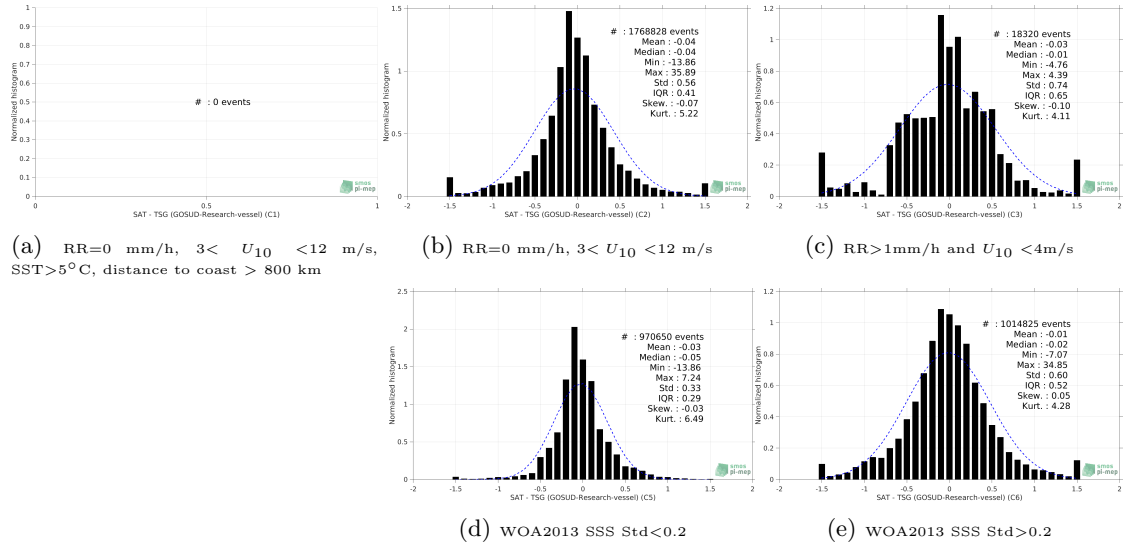 1
0.9
0.8
0.7
0.6
0.5
0.4
0.3
0.2
0.1
0
Normalized histogram
# : 0 events
smos
pi-mep
0 0.5 1
SAT - TSG (GOSUD-Research-vessel) (C1)
(a) RR=0 mm/h, 3< U10 <12 m/s,
SST>5°C, distance to coast > 800 km
1.5
1
0.5
0
Normalized histogram
# : 1768828 events
Mean : -0.04
Median : -0.04
Min : -13.86
Max : 35.89
Std : 0.56
IQR : 0.41
Skew. : -0.07
Kurt. : 5.22
smos
pi-mep
-2 -1.5 -1 -0.5 0 0.5 1 1.5 2
SAT - TSG (GOSUD-Research-vessel) (C2)
(b) RR=0 mm/h, 3< U10 <12 m/s
1.2
1
0.8
0.6
0.4
0.2
0
Normalized histogram
# : 18320 events
Mean : -0.03
Median : -0.01
Min : -4.76
Max : 4.39
Std : 0.74
IQR : 0.65
Skew. : -0.10
Kurt. : 4.11
smos
pi-mep
-2 -1.5 -1 -0.5 0 0.5 1 1.5 2
SAT - TSG (GOSUD-Research-vessel) (C3)
(c) RR>1mm/h and U10 <4m/s
2.5
2
1.5
1
0.5
0
Normalized histogram
# : 970650 events
Mean : -0.03
Median : -0.05
Min : -13.86
Max : 7.24
Std : 0.33
IQR : 0.29
Skew. : -0.03
Kurt. : 6.49
smos
pi-mep
-2 -1.5 -1 -0.5 0 0.5 1 1.5 2
SAT - TSG (GOSUD-Research-vessel) (C5)
(d) WOA2013 SSS Std<0.2
1.2
1
0.8
0.6
0.4
0.2
0
Normalized histogram
# : 1014825 events
Mean : -0.01
Median : -0.02
Min : -7.07
Max : 34.85
Std : 0.60
IQR : 0.52
Skew. : 0.05
Kurt. : 4.28
smos
pi-mep
-2 -1.5 -1 -0.5 0 0.5 1 1.5 2
SAT - TSG (GOSUD-Research-vessel) (C6)
(e) WOA2013 SSS Std>0.2